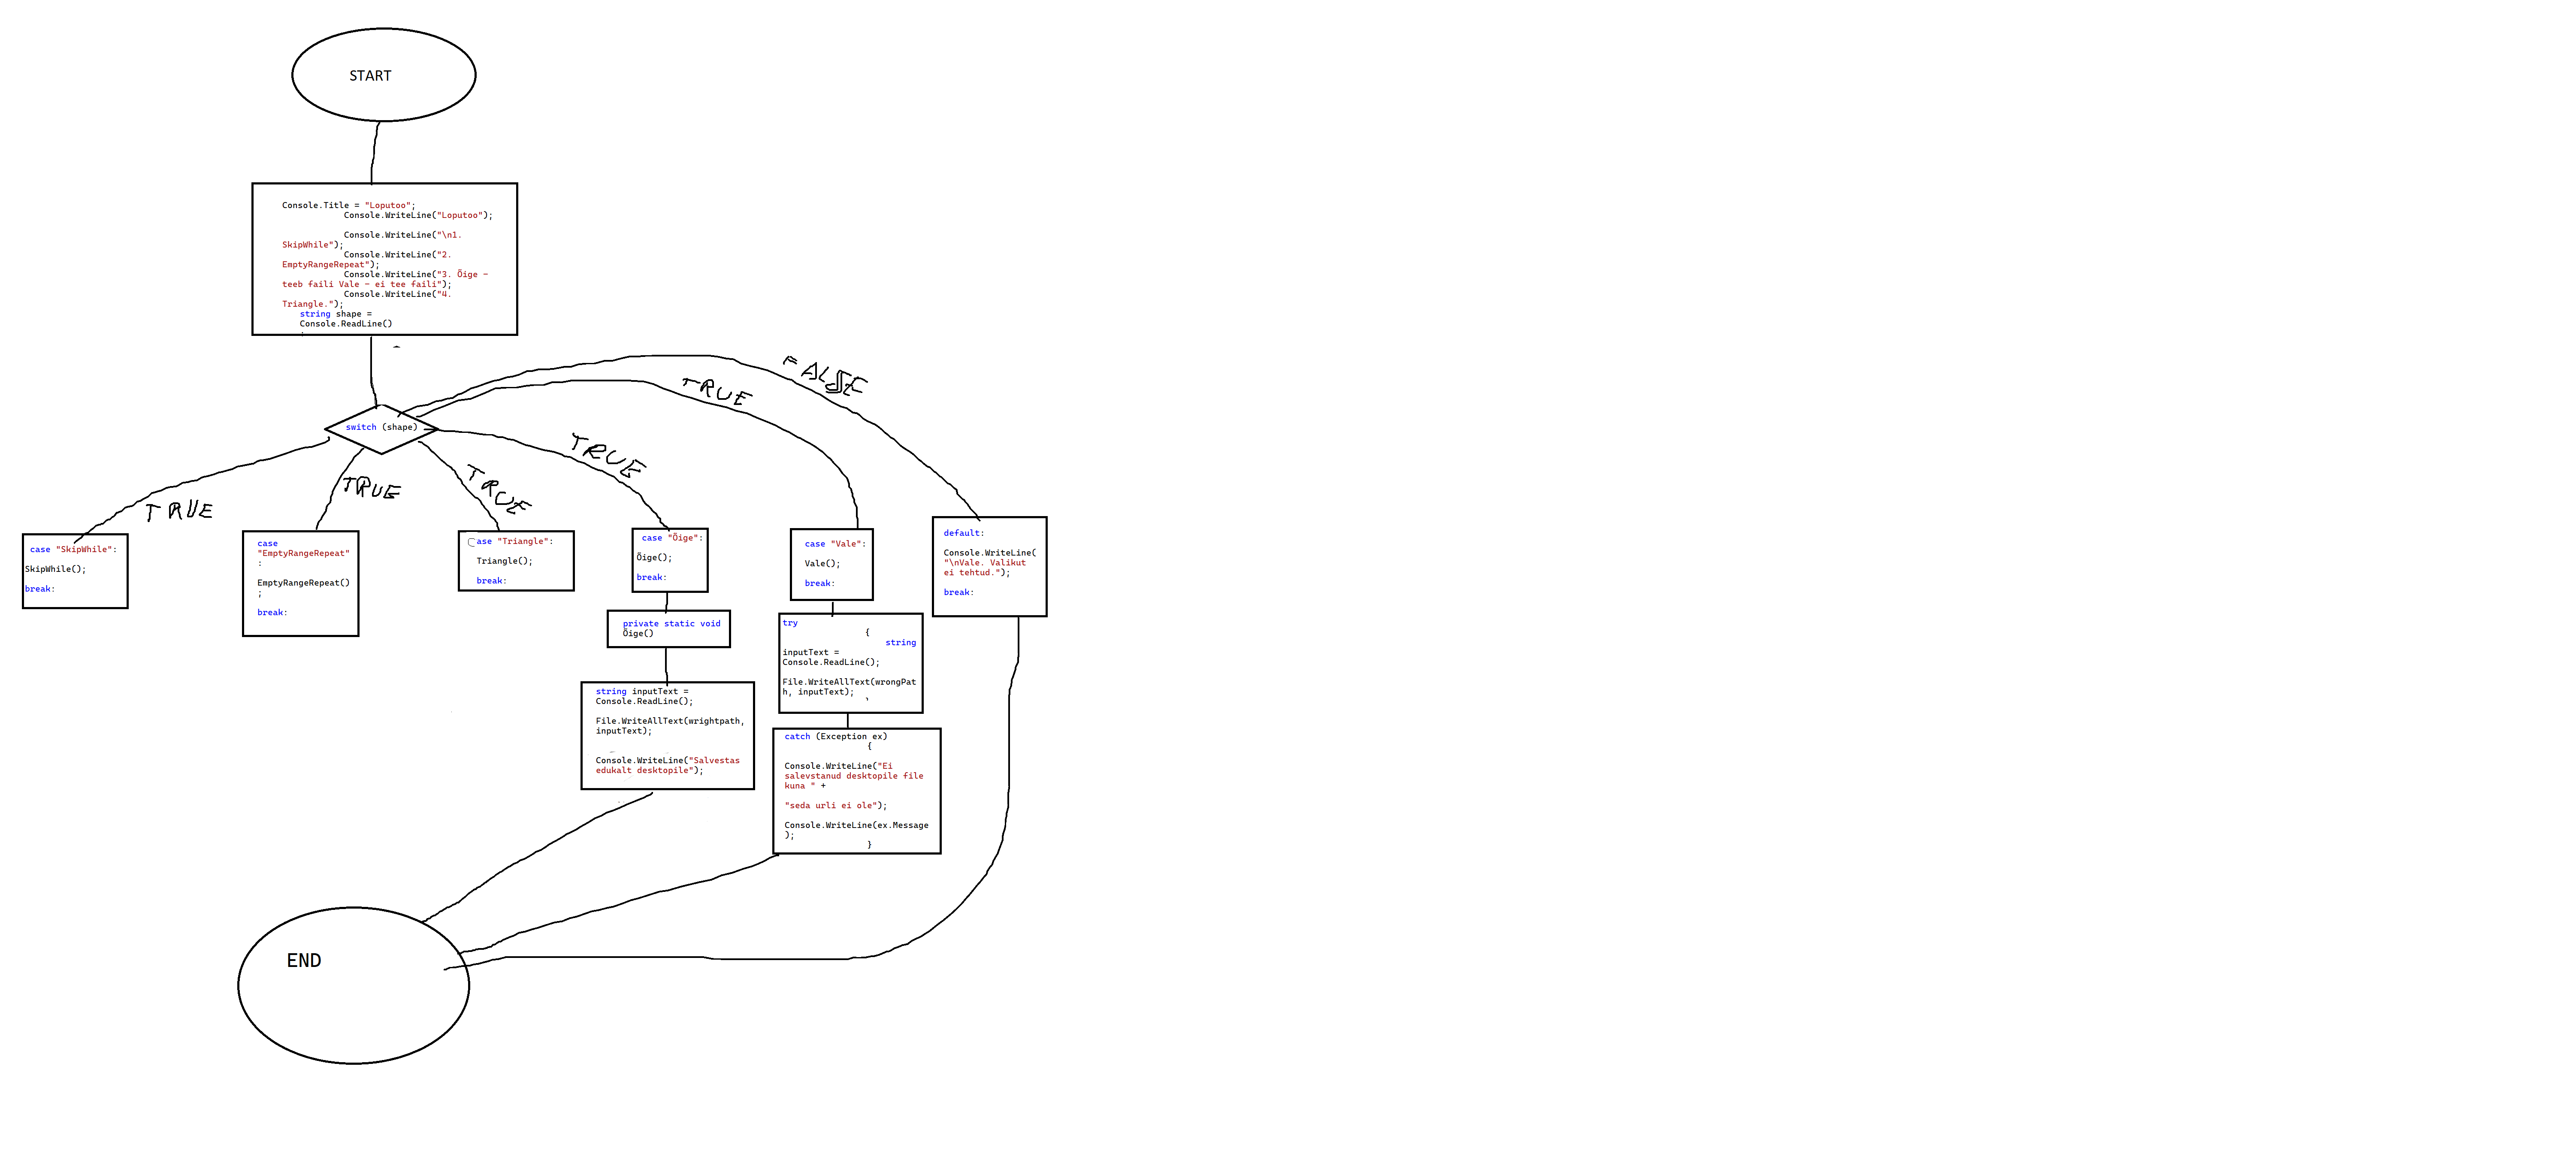 START
Console.Title = "Loputoo";
Console.WriteLine("Loputoo");
Console.WriteLine("\n1.
SkipWhile");
Console.WriteLine("2.
EmptyRangeRepeat");
Console.WriteLine("3. Õige -
teeb faili Vale - ei tee faili");
Console.WriteLine("4.
Triangle.");
string shape =
Console.ReadLine()
switch (shape)
TRUE
TRUE
TRUE
TRUE
TRUE
FALSE
case "SkipWhile":
SkipWhile();
break:
case
"EmptyRangeRepeat"
:
EmptyRangeRepeat()
;
break:
Case "Triangle":
Triangle();
break:
case "Õige":
Õige();
break:
private static void
Õige()
string inputText =
Console.ReadLine();
File.WriteAllText(wrightpath,
inputText);
Console.WriteLine("Salvestas
edukalt desktopile");
case "Vale":
Vale();
break:
try
{
string
inputText =
Console.ReadLine();
File.WriteAllText(wrongPat
h, inputText);
catch (Exception ex)
{
Console.WriteLine("Ei
salevstanud desktopile file
kuna " +
"seda urli ei ole");
Console.WriteLine(ex.Message
);
}
default:
Console.WriteLine(
"\nVale. Valikut
ei tehtud.");
break:
END